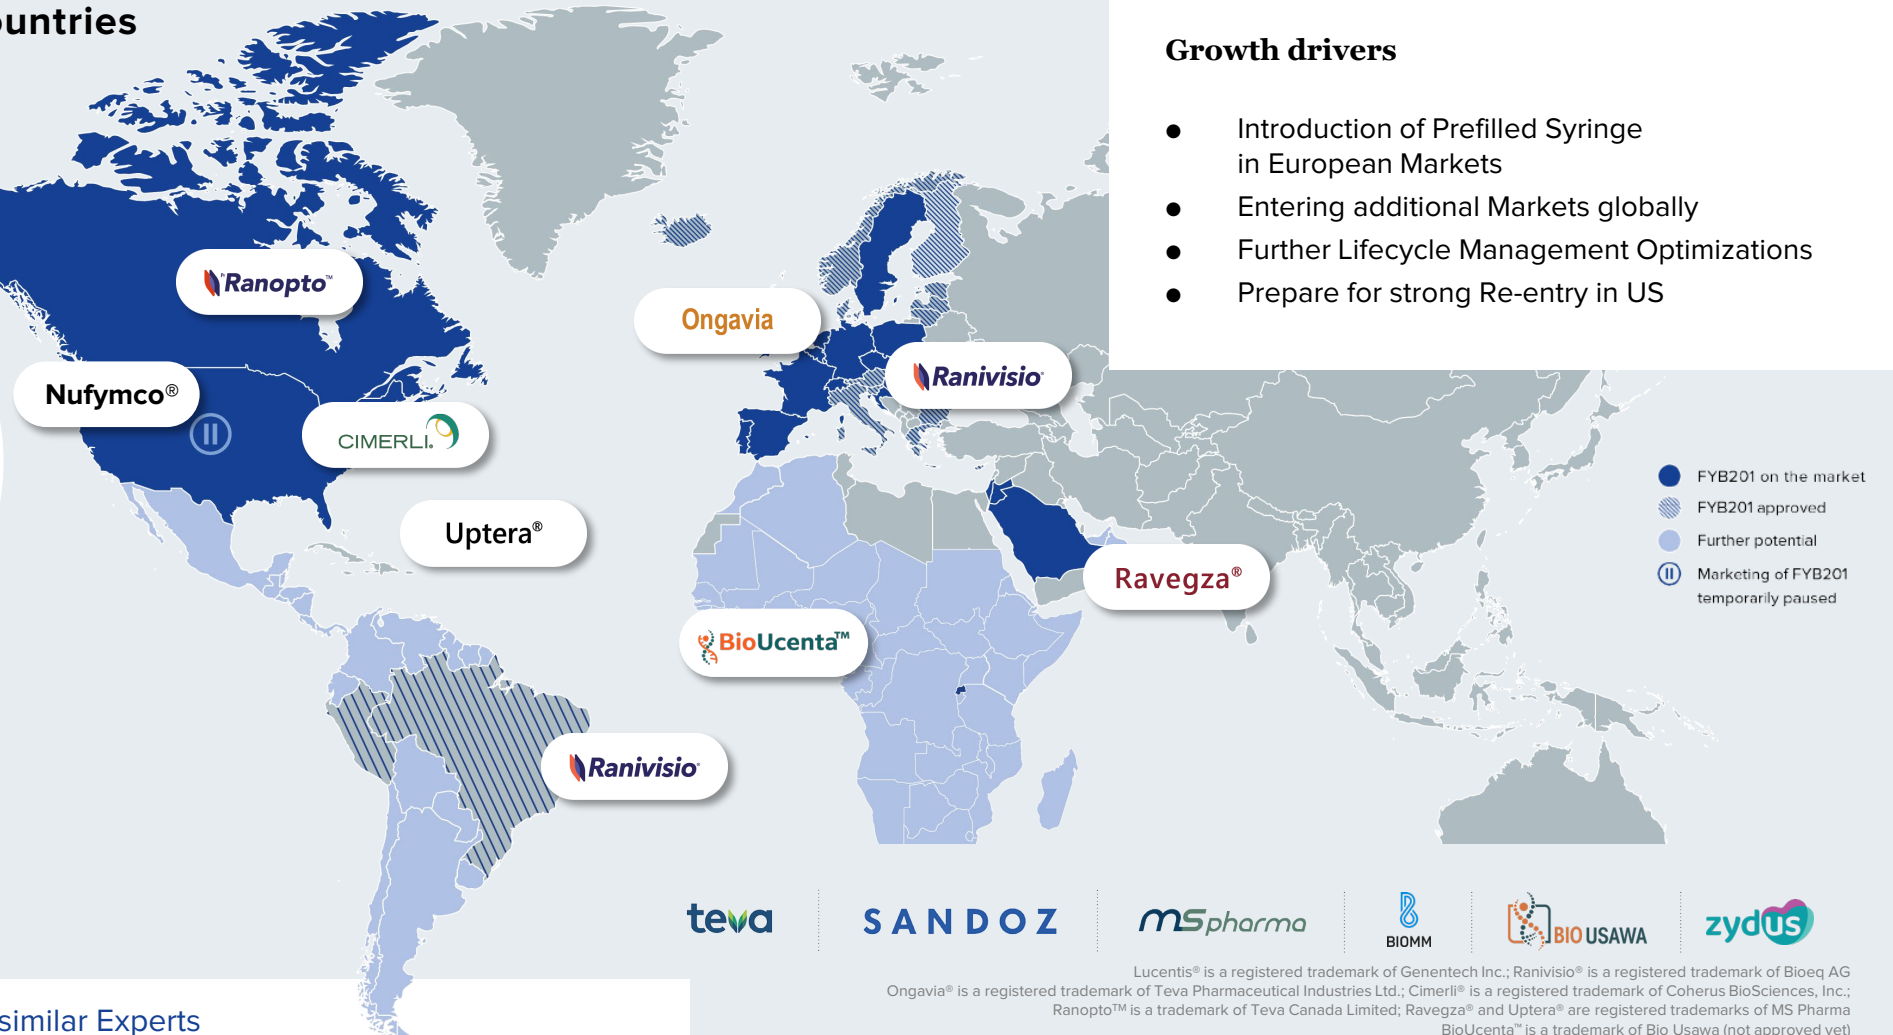 ountries
Growth drivers
● Introduction of Prefilled Syringe
in European Markets
● Entering additional Markets globally
● Further Lifecycle Management Optimizations
● Prepare for strong Re-entry in US
Ranopto™
Ongavia
Ranivisio®
Nufymco®
CIMERLI®
Uptera®
Ravegza®
BioUcenta™
Ranivisio®
FYB201 on the market
FYB201 approved
Further potential
Marketing of FYB201
temporarily paused
teva
SANDOZ
MSpharma
BIOMM
BIO USAWA
zydus
Lucentis® is a registered trademark of Genentech Inc.; Ranivisio® is a registered trademark of Bioeq AG
Ongavia® is a registered trademark of Teva Pharmaceutical Industries Ltd.; Cimerli® is a registered trademark of Coherus BioSciences, Inc.;
Ranopto™ is a trademark of Teva Canada Limited; Ravegza® and Uptera® are registered trademarks of MS Pharma
BioUcenta™ is a trademark of Bio Usawa (not approved yet)
similar Experts